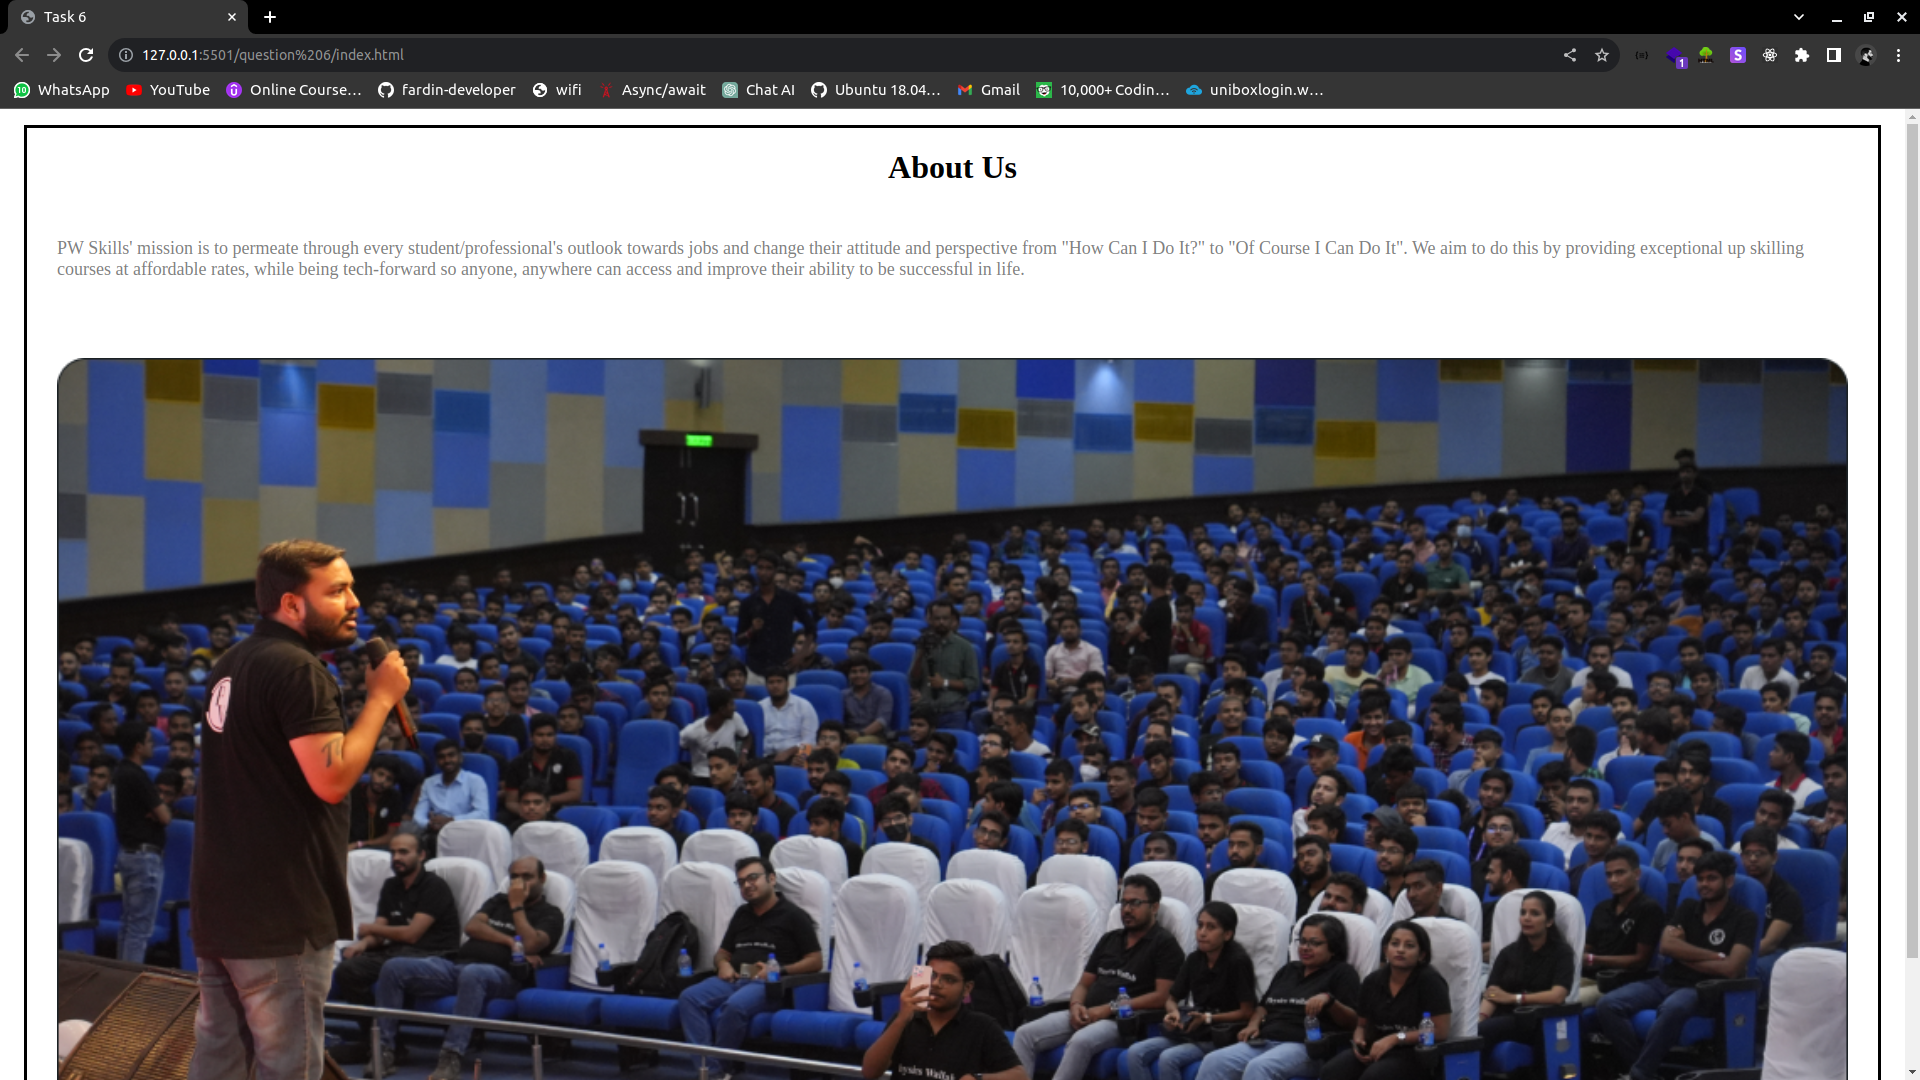 Task 6
127.0.0.1:5501/question%206/index.html
WhatsApp YouTube Online Course… fardin-developer wifi Async/await Chat AI Ubuntu 18.04… Gmail 10,000+ Codin… uniboxlogin.w…
About Us
PW Skills' mission is to permeate through every student/professional's outlook towards jobs and change their attitude and perspective from "How Can I Do It?" to "Of Course I Can Do It". We aim to do this by providing exceptional up skilling
courses at affordable rates, while being tech-forward so anyone, anywhere can access and improve their ability to be successful in life.